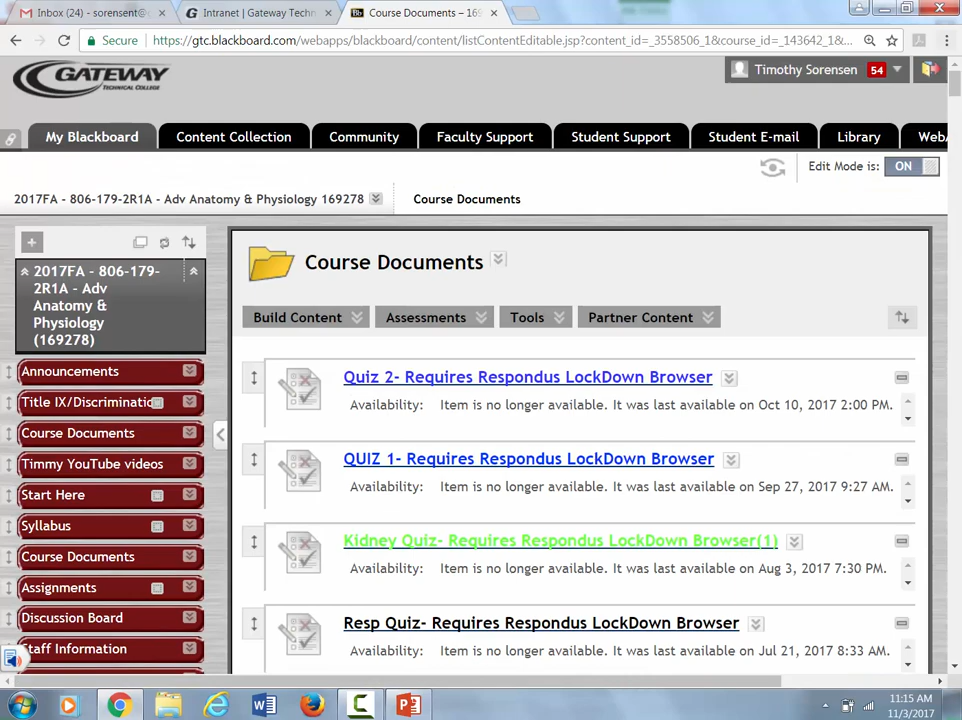 Inbox (24) - sorensent@
Intranet | Gateway Techn
Bb
Course Documents – 169
Secure
https://gtc.blackboard.com/webapps/blackboard/content/listContentEditable.jsp?content_id=_3558506_1&course_id=_143642_1&...
GATEWAY
TECHNICAL COLLEGE
Timothy Sorensen 54
My Blackboard
Content Collection
Community
Faculty Support
Student Support
Student E-mail
Library
WebA
Edit Mode is: ON
2017FA - 806-179-2R1A - Adv Anatomy & Physiology 169278
Course Documents
2017FA - 806-179-
2R1A - Adv
Anatomy &
Physiology
(169278)
Announcements
Title IX/Discriminatio
Course Documents
Timmy YouTube videos
Start Here
Syllabus
Course Documents
Assignments
Discussion Board
Staff Information
Course Documents
Build Content
Assessments
Tools
Partner Content
Quiz 2- Requires Respondus LockDown Browser
Availability: Item is no longer available. It was last available on Oct 10, 2017 2:00 PM.
QUIZ 1- Requires Respondus LockDown Browser
Availability: Item is no longer available. It was last available on Sep 27, 2017 9:27 AM.
Kidney Quiz- Requires Respondus LockDown Browser(1)
Availability: Item is no longer available. It was last available on Aug 3, 2017 7:30 PM.
Resp Quiz- Requires Respondus LockDown Browser
Availability: Item is no longer available. It was last available on Jul 21, 2017 8:33 AM.
11:15 AM
11/3/2017